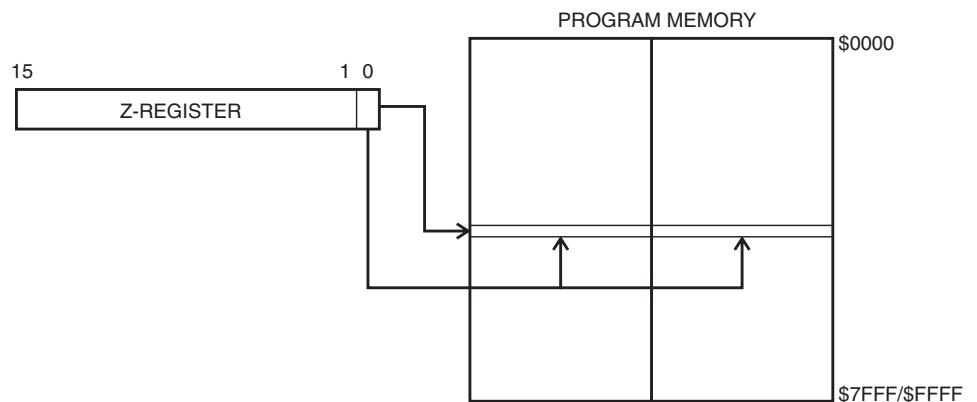 PROGRAM MEMORY
$0000
15 1 0
Z-REGISTER
$7FFF/$FFFF